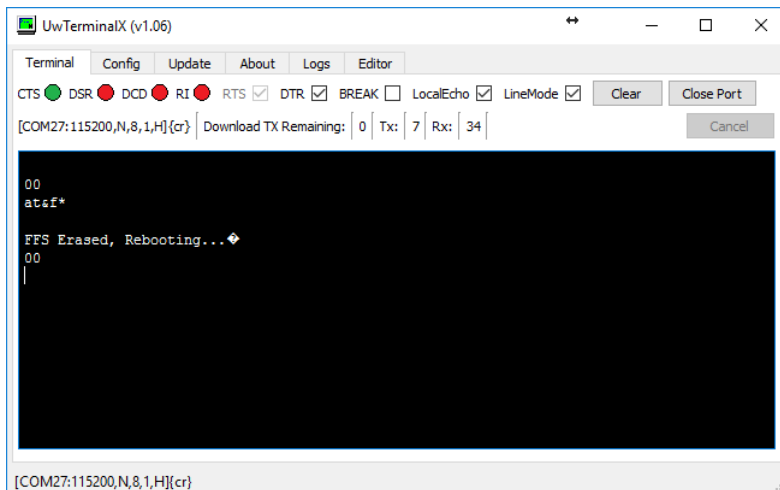 UwTerminalX (v1.06)
Terminal Config Update About Logs Editor
CTS DSR DCD RI RTS DTR BREAK LocalEcho LineMode Clear Close Port
[COM27:115200,N,8,1,H]{cr} Download TX Remaining: 0 Tx: 7 Rx: 34 Cancel
00
at&f*
FFS Erased, Rebooting...�
00
[COM27:115200,N,8,1,H]{cr}